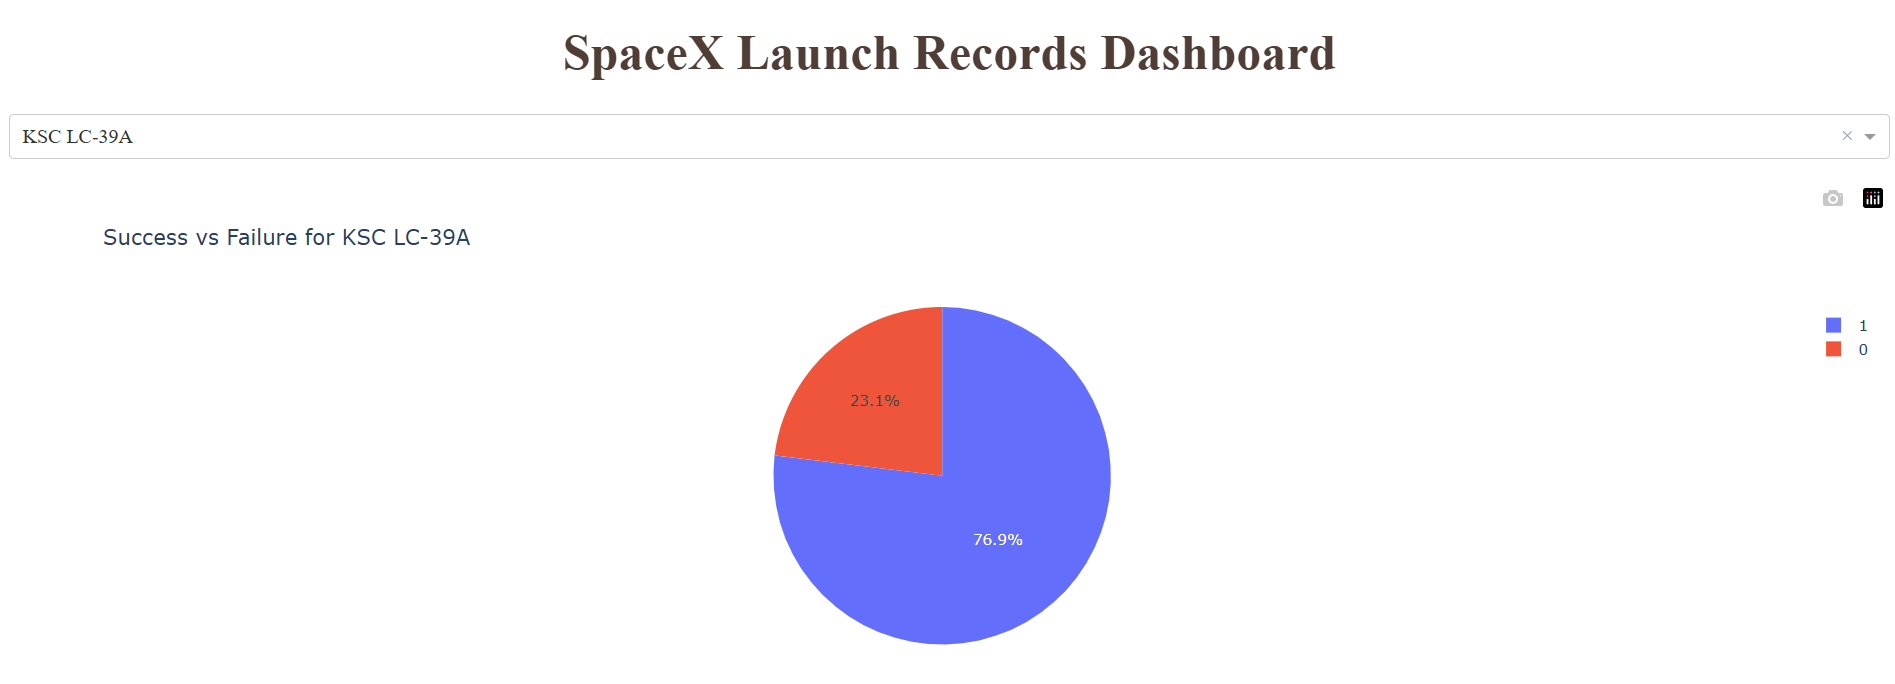 SpaceX Launch Records Dashboard
KSC LC-39A
Success vs Failure for KSC LC-39A
1
0
23.1%
76.9%